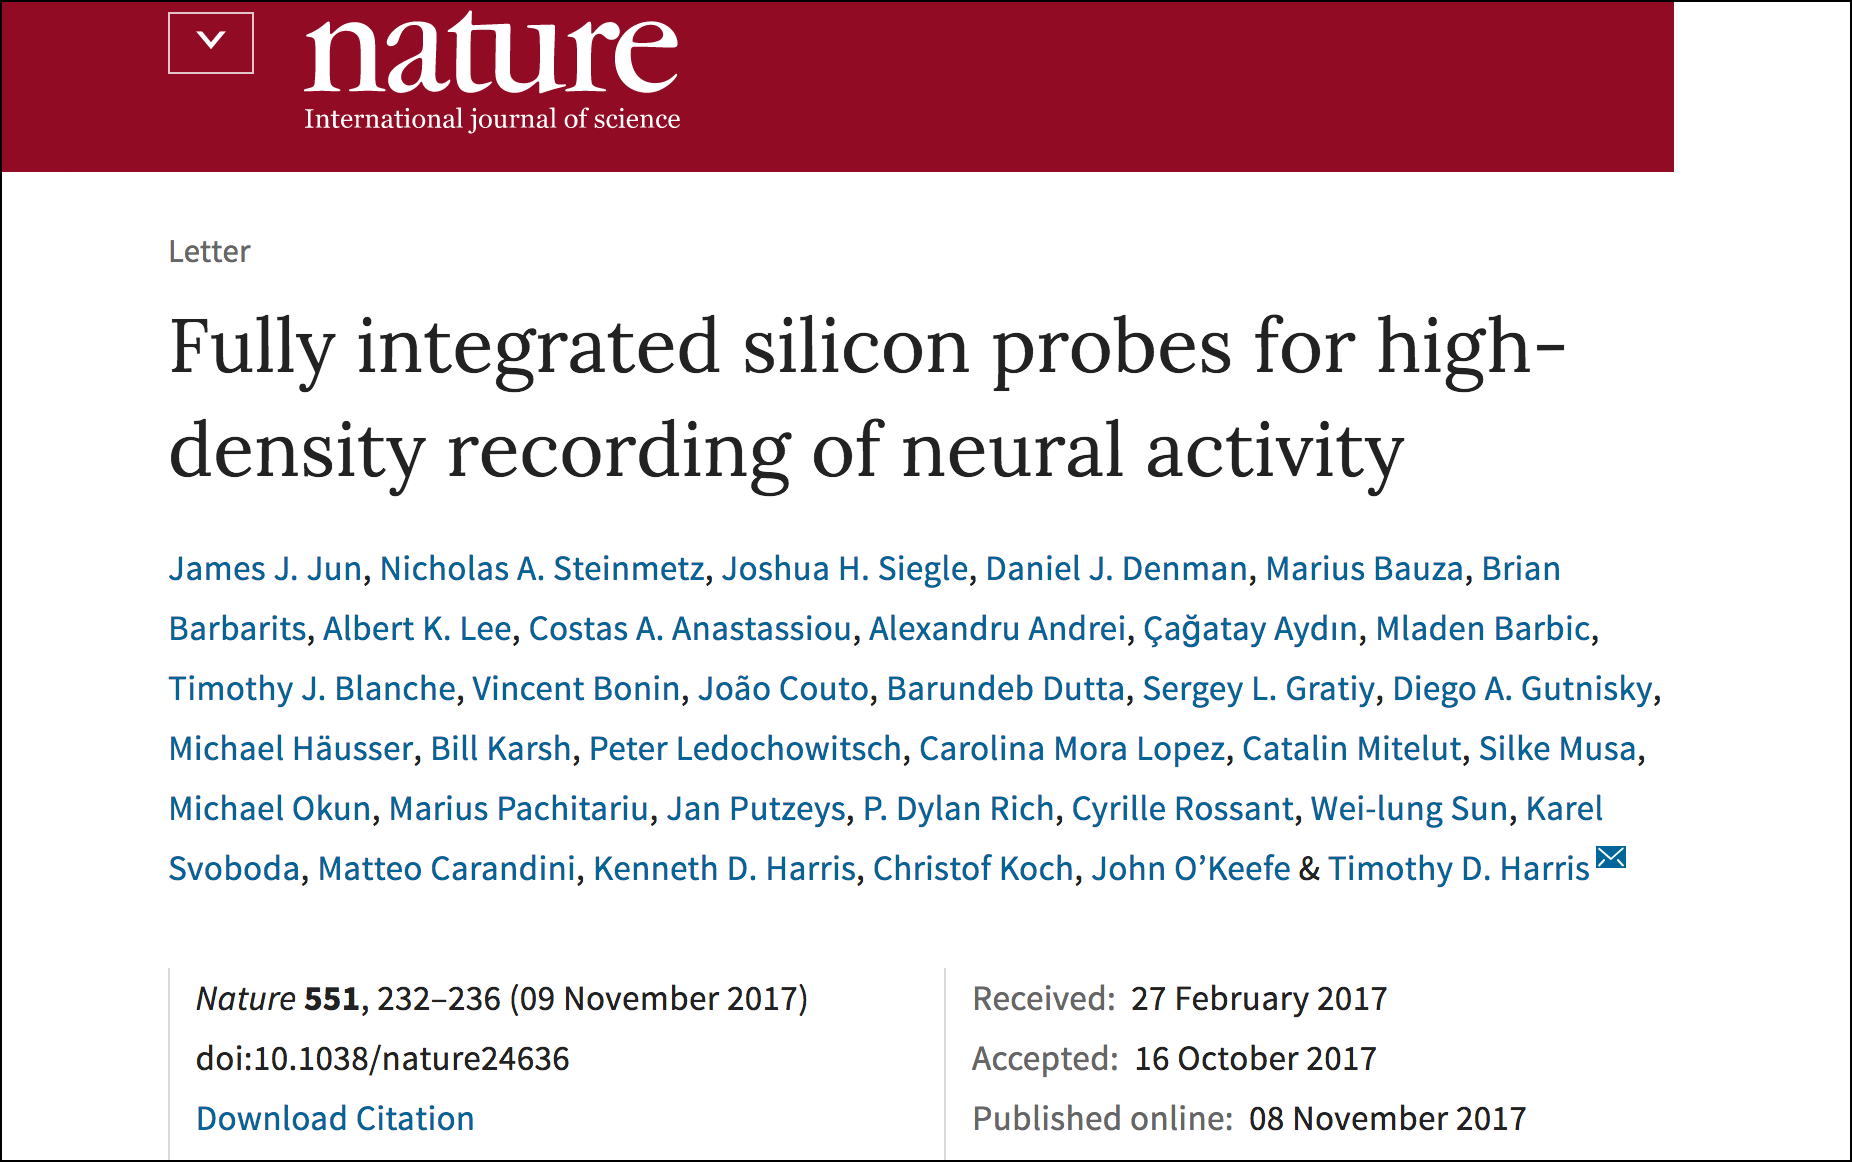 nature
International journal of science
Letter
Fully integrated silicon probes for high-
density recording of neural activity
James J. Jun, Nicholas A. Steinmetz, Joshua H. Siegle, Daniel J. Denman, Marius Bauza, Brian
Barbarits, Albert K. Lee, Costas A. Anastassiou, Alexandru Andrei, Çağatay Aydın, Mladen Barbic,
Timothy J. Blanche, Vincent Bonin, João Couto, Barundeb Dutta, Sergey L. Gratiy, Diego A. Gutnisky,
Michael Häusser, Bill Karsh, Peter Ledochowitsch, Carolina Mora Lopez, Catalin Mitelut, Silke Musa,
Michael Okun, Marius Pachitariu, Jan Putzeys, P. Dylan Rich, Cyrille Rossant, Wei-lung Sun, Karel
Svoboda, Matteo Carandini, Kenneth D. Harris, Christof Koch, John O’Keefe & Timothy D. Harris
Nature 551, 232–236 (09 November 2017)
doi:10.1038/nature24636
Download Citation
Received: 27 February 2017
Accepted: 16 October 2017
Published online: 08 November 2017